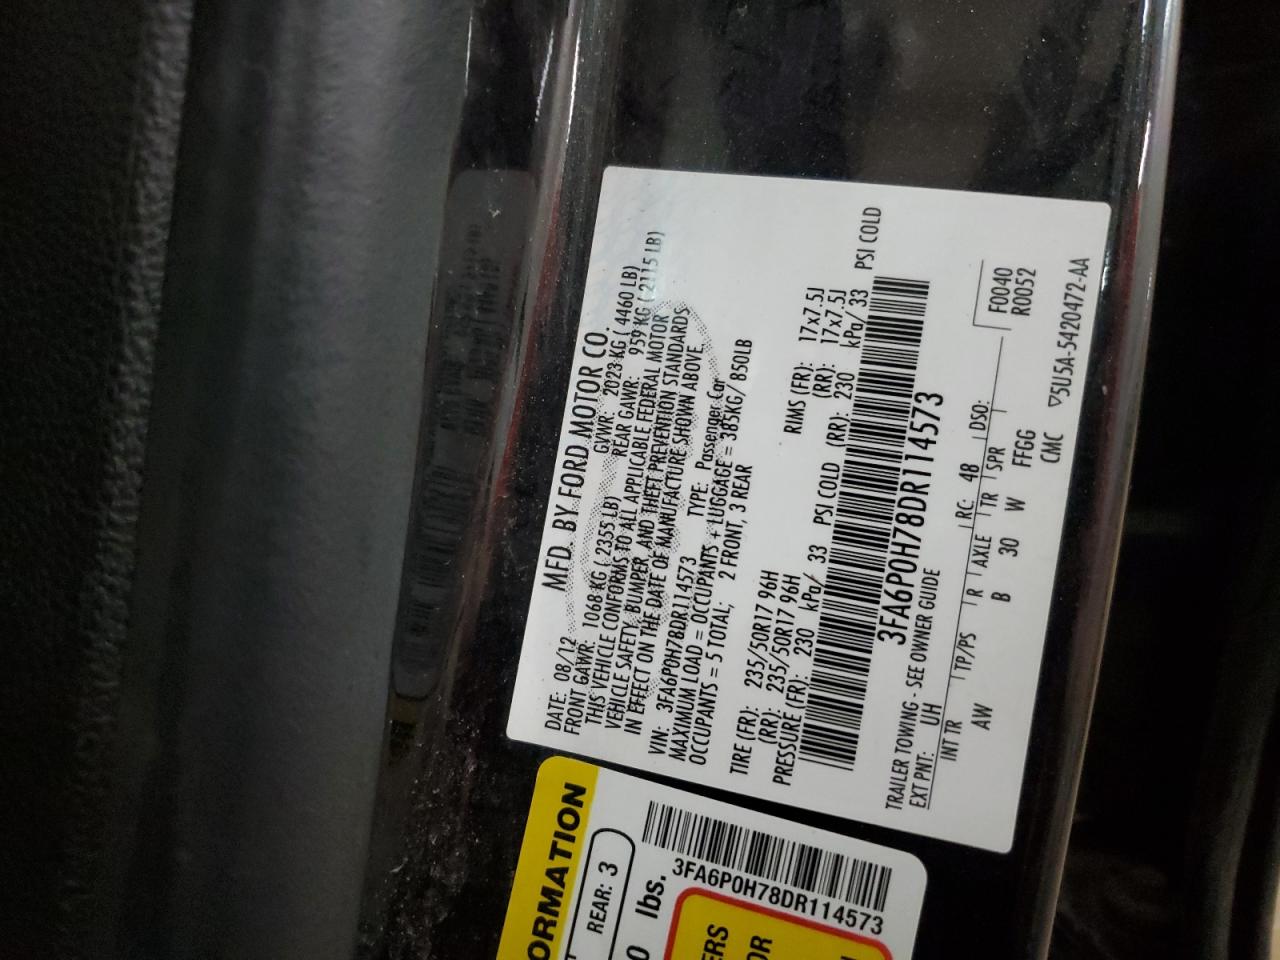 MFD. BY FORD MOTOR CO.
DATE: 08/12 GVWR: 2023 KG ( 4460 LB)
FRONT GAWR: 1068 KG ( 2355 LB) REAR GAWR: 959 KG ( 2115 LB)
THIS VEHICLE CONFORMS TO ALL APPLICABLE FEDERAL MOTOR
VEHICLE SAFETY, BUMPER, AND THEFT PREVENTION STANDARDS
IN EFFECT ON THE DATE OF MANUFACTURE SHOWN ABOVE.
VIN: 3FA6P0H78DR114573 TYPE: Passenger Car
MAXIMUM LOAD = OCCUPANTS + LUGGAGE = 385KG/ 850LB
OCCUPANTS = 5 TOTAL; 2 FRONT, 3 REAR
TIRE (FR): 235/50R17 96H RIMS (FR): 17x7.5J
(RR): 235/50R17 96H (RR): 17x7.5J
PRESSURE (FR): 230 kPa/ 33 PSI COLD (RR): 230 kPa/ 33 PSI COLD
3FA6P0H78DR114573
TRAILER TOWING - SEE OWNER GUIDE
EXT PNT: UH RC: 48 DSO: F0040
INT TR TP/PS R AXLE TR SPR R0052
AW B 30 W FFGG
CMC ▽5U5A-5420472-AA
ORMATION
REAR: 3
0 lbs.
3FA6P0H78DR114573
ERS
OR